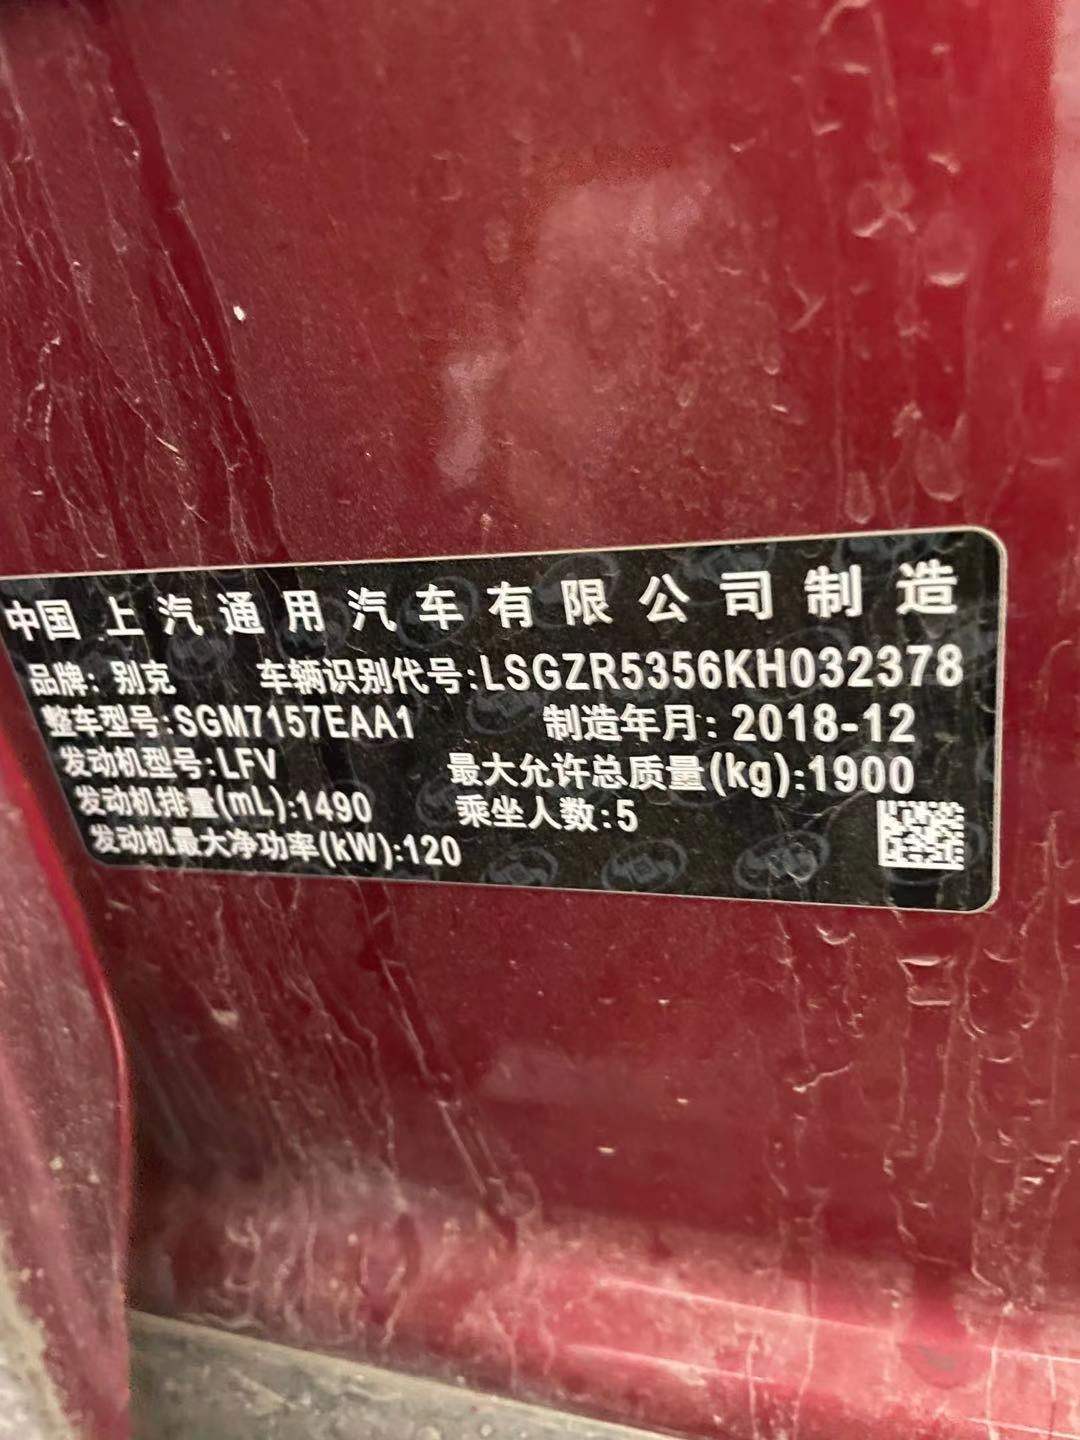 中国上汽通用汽车有限公司制造
品牌: 别克 车辆识别代号:LSGZR5356KH032378
整车型号:SGM7157EAA1 制造年月: 2018-12
发动机型号:LFV 最大允许总质量(kg):1900
发动机排量(mL):1490 乘坐人数:5
发动机最大净功率(kW):120